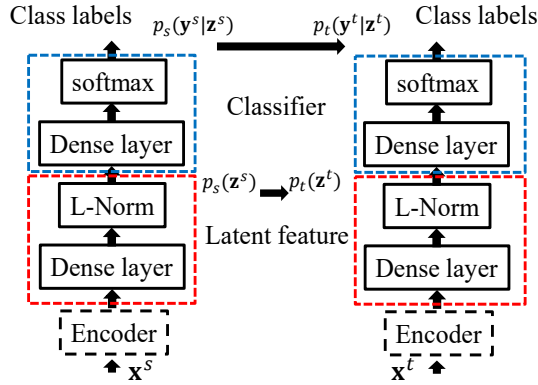 Class labels
p_s(𝐲^s|𝐳^s)
p_t(𝐲^t|𝐳^t)
Class labels
softmax
softmax
Classifier
Dense layer
Dense layer
p_s(𝐳^s)
p_t(𝐳^t)
L-Norm
L-Norm
Latent feature
Dense layer
Dense layer
Encoder
Encoder
𝐱^s
𝐱^t